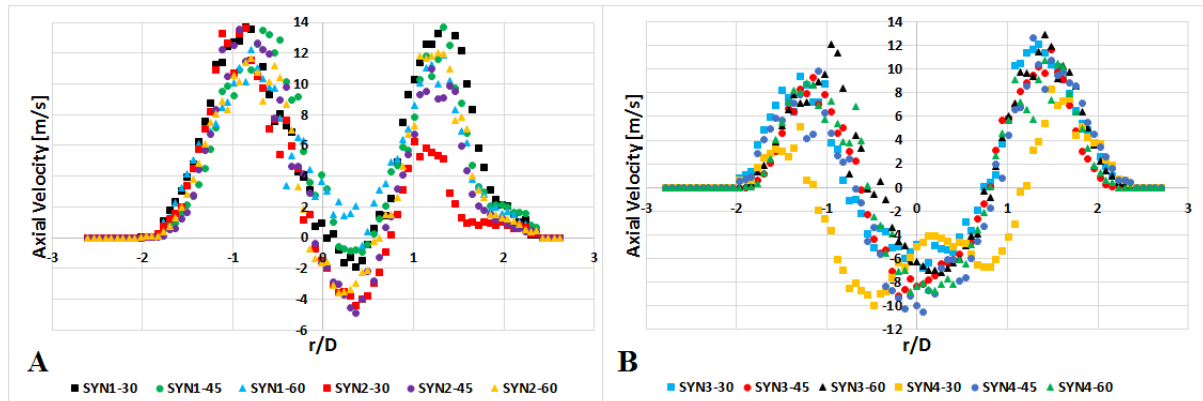 14
12
10
8
6
4
2
0
-2
-4
-6
-3
-2
-1
0
1
2
3
Axial Velocity [m/s]
r/D
A
SYN1-30
SYN1-45
SYN1-60
SYN2-30
SYN2-45
SYN2-60
14
12
10
8
6
4
2
0
-2
-4
-6
-8
-10
-12
-3
-2
-1
0
1
2
3
Axial Velocity [m/s]
r/D
B
SYN3-30
SYN3-45
SYN3-60
SYN4-30
SYN4-45
SYN4-60